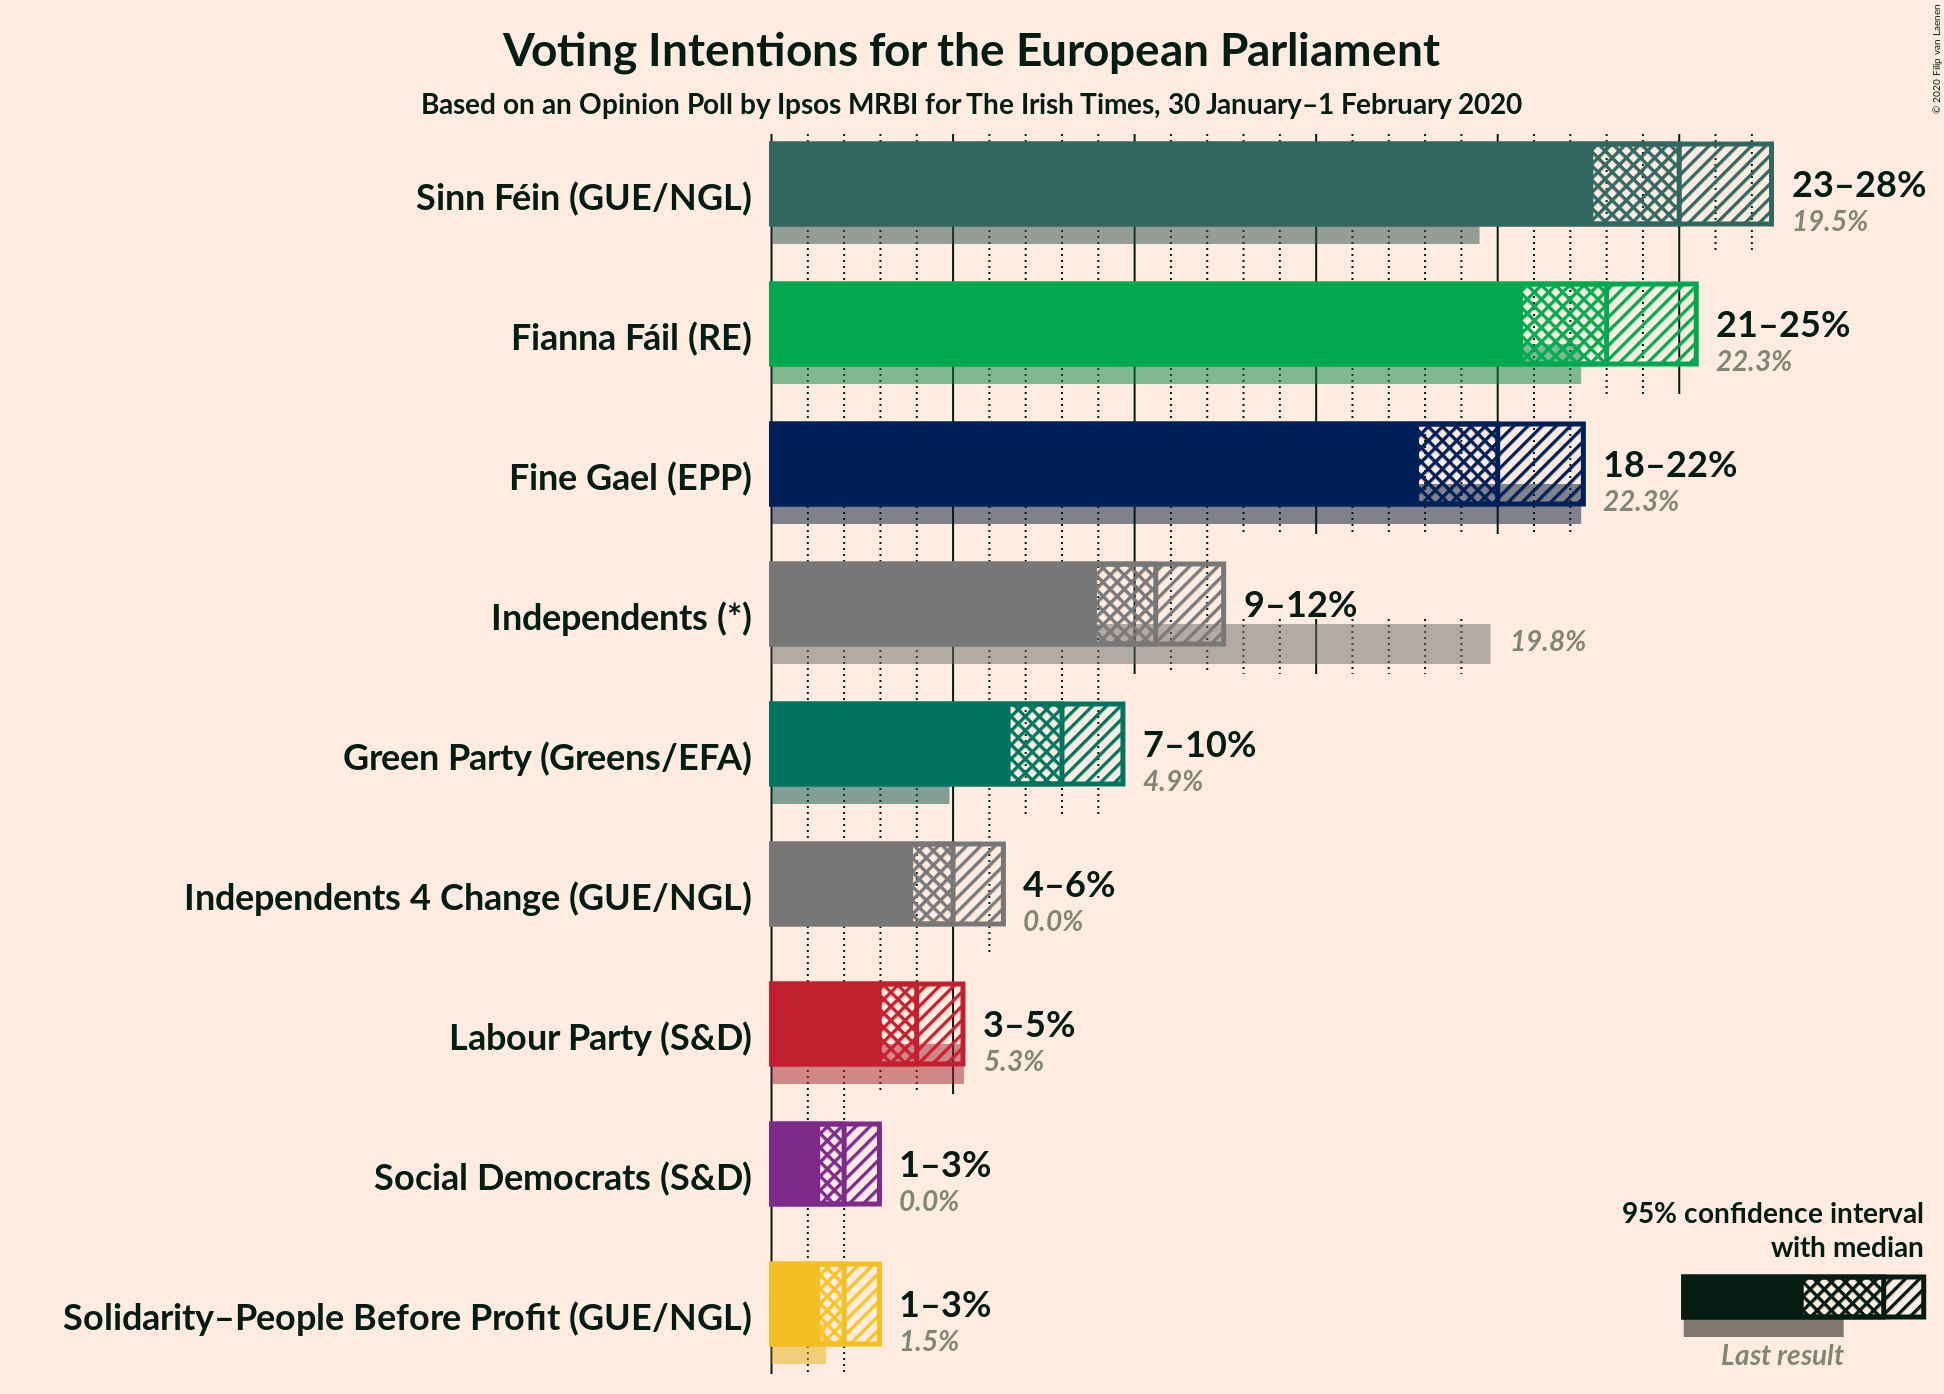 Voting Intentions for the European Parliament
Based on an Opinion Poll by Ipsos MRBI for The Irish Times, 30 January–1 February 2020
© 2020 Filip van Laenen
Sinn Féin (GUE/NGL)
23–28%
19.5%
Fianna Fáil (RE)
21–25%
22.3%
Fine Gael (EPP)
18–22%
22.3%
Independents (*)
9–12%
19.8%
Green Party (Greens/EFA)
7–10%
4.9%
Independents 4 Change (GUE/NGL)
4–6%
0.0%
Labour Party (S&D)
3–5%
5.3%
Social Democrats (S&D)
1–3%
0.0%
Solidarity–People Before Profit (GUE/NGL)
1–3%
1.5%
95% confidence interval
with median
Last result